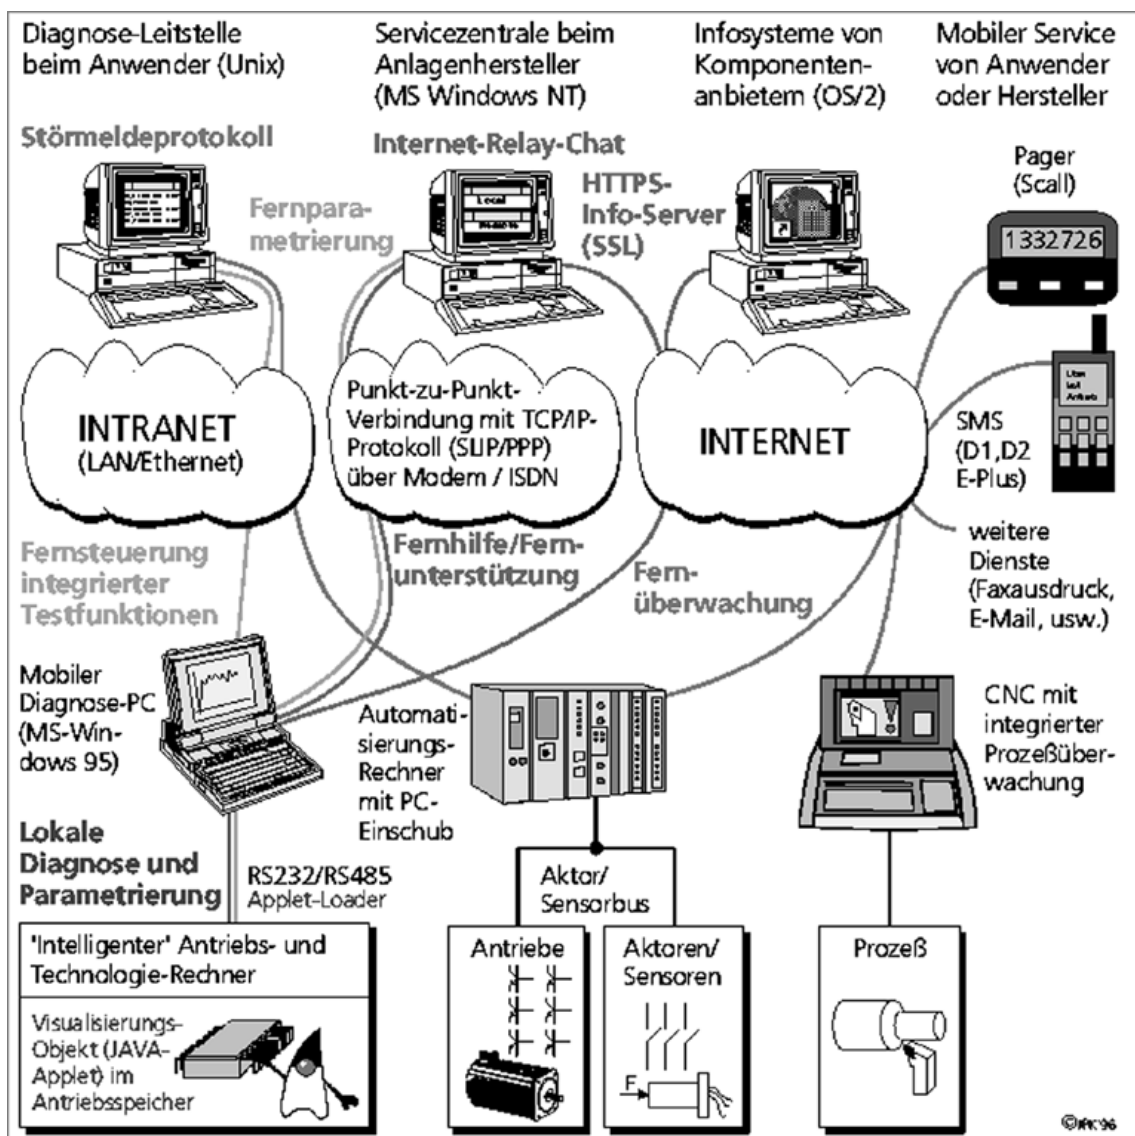 Diagnose-Leitstelle
beim Anwender (Unix)
Servicezentrale beim
Anlagenhersteller
(MS Windows NT)
Infosysteme von
Komponenten-
anbietern (OS/2)
Mobiler Service
von Anwender
oder Hersteller
Störmeldeprotokoll
Internet-Relay-Chat
Fernpara-
metrierung
Local
HTTPS-
Info-Server
(SSL)
Pager
(Scall)
1332726
INTRANET
(LAN/Ethernet)
Punkt-zu-Punkt-
Verbindung mit TCP/IP-
Protokoll (SLIP/PPP)
über Modem / ISDN
INTERNET
SMS
(D1,D2
E-Plus)
weitere
Dienste
(Faxausdruck,
E-Mail, usw.)
Fernsteuerung
integrierter
Testfunktionen
Fernhilfe/Fern-
unterstützung
Fern-
überwachung
Mobiler
Diagnose-PC
(MS-Win-
dows 95)
Automati-
sierungs-
Rechner
mit PC-
Einschub
CNC mit
integrierter
Prozeßüber-
wachung
Lokale
Diagnose und
Parametrierung
RS232/RS485
Applet-Loader
Aktor/
Sensorbus
'Intelligenter' Antriebs- und
Technologie-Rechner
Visualisierungs-
Objekt (JAVA-
Applet) im
Antriebsspeicher
Antriebe
Aktoren/
Sensoren
F
Prozeß